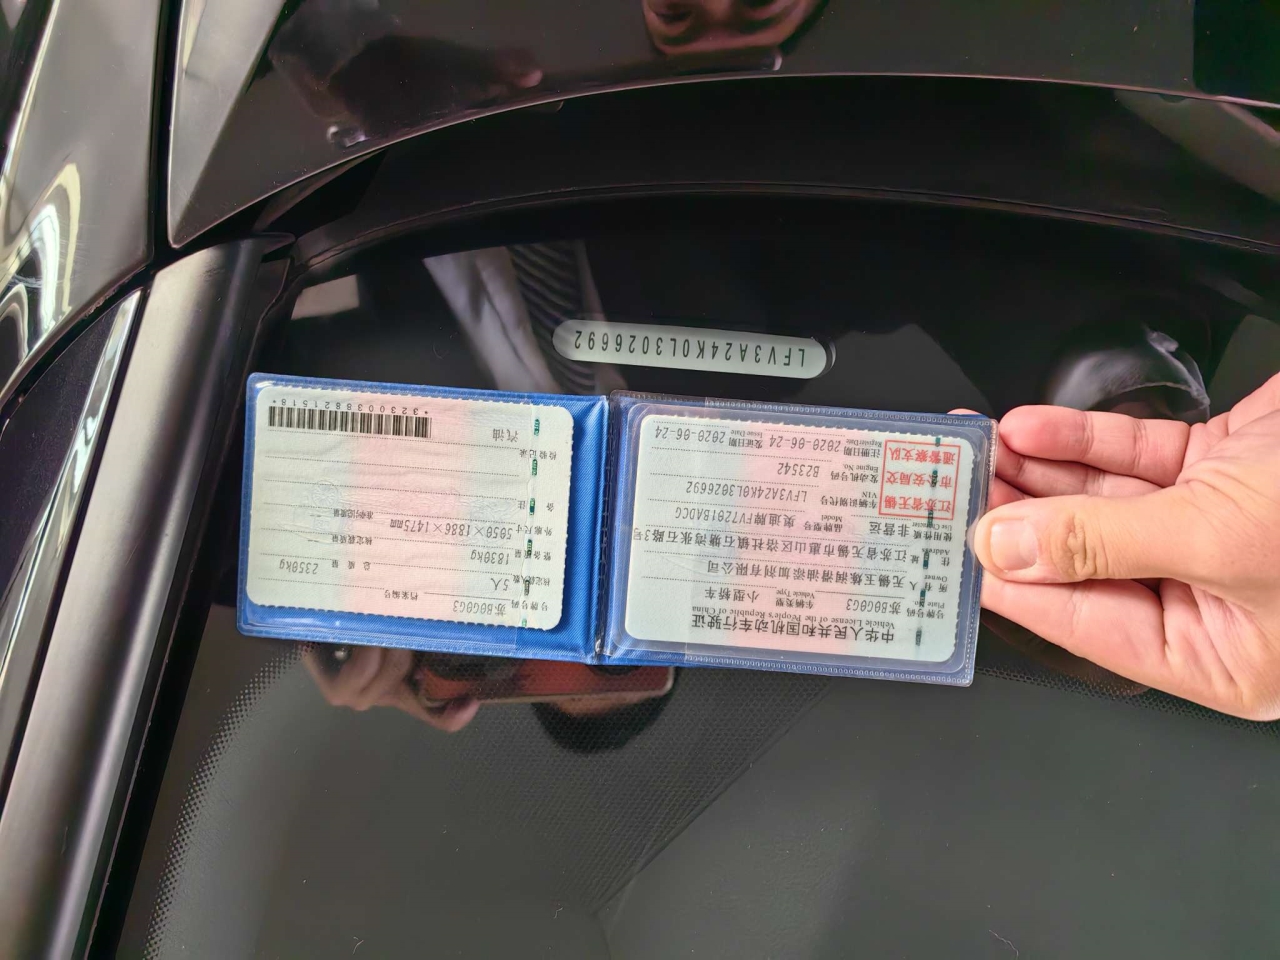 LFV3A24K0L3026692
中华人民共和国机动车行驶证
Vehicle License of the People's Republic of China
号牌号码 苏B0G0G3 车辆类型 小型轿车
Plate No. Vehicle Type
所有人 无锡玉炼润滑油添加剂有限公司
Owner
住址 江苏省无锡市惠山区洛社镇石塘湾张石路3号
Address
使用性质 非营运 品牌型号 奥迪牌FV7201BADCG
Use Character Model
江苏省无锡
市公安局交
通警察支队
车辆识别代号 LFV3A24K0L3026692
VIN
发动机号码 B23542
Engine No.
注册日期 2020-06-24 发证日期 2020-06-24
Register Date Issue Date
号牌号码 苏B0G0G3 档案编号
核定载人数 5人 总质量 2350kg
整备质量 1830kg 核定载质量
外廓尺寸 5050×1886×1475mm 准牵引总质量
备注
检验记录
汽油
*3230038821518*